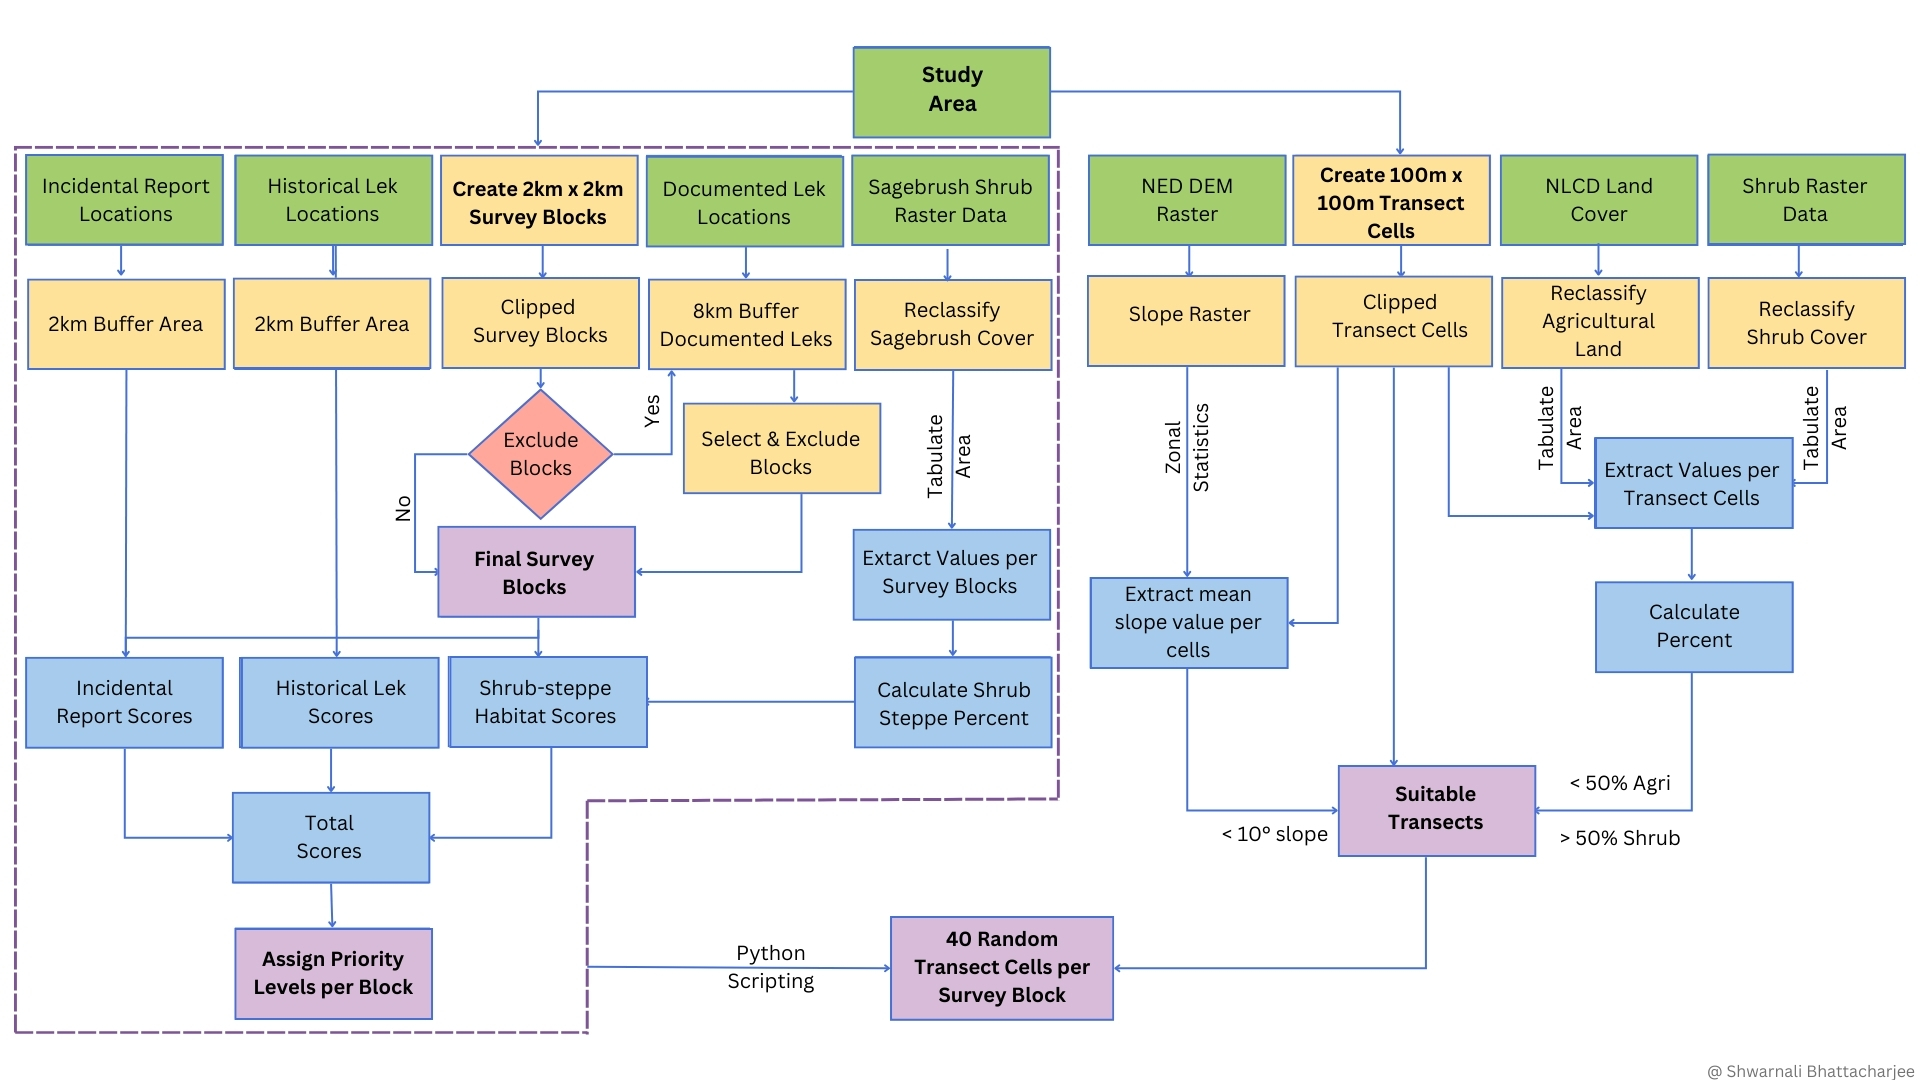 Study
Area
Incidental Report
Locations
Historical Lek
Locations
Create 2km x 2km
Survey Blocks
Documented Lek
Locations
Sagebrush Shrub
Raster Data
NED DEM
Raster
Create 100m x
100m Transect
Cells
NLCD Land
Cover
Shrub Raster
Data
2km Buffer Area
2km Buffer Area
Clipped
Survey Blocks
8km Buffer
Documented Leks
Reclassify
Sagebrush Cover
Slope Raster
Clipped
Transect Cells
Reclassify
Agricultural
Land
Reclassify
Shrub Cover
Exclude
Blocks
Yes
No
Select & Exclude
Blocks
Tabulate
Area
Zonal
Statistics
Tabulate
Area
Tabulate
Area
Extract Values per
Transect Cells
Final Survey
Blocks
Extarct Values per
Survey Blocks
Extract mean
slope value per
cells
Calculate
Percent
Incidental
Report Scores
Historical Lek
Scores
Shrub-steppe
Habitat Scores
Calculate Shrub
Steppe Percent
Total
Scores
Suitable
Transects
< 50% Agri
< 10° slope
> 50% Shrub
Assign Priority
Levels per Block
Python
Scripting
40 Random
Transect Cells per
Survey Block
@ Shwarnali Bhattacharjee